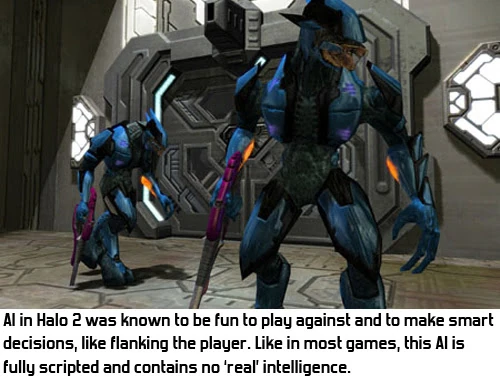 AI in Halo 2 was known to be fun to play against and to make smart
decisions, like flanking the player. Like in most games, this AI is
fully scripted and contains no ‘real’ intelligence.